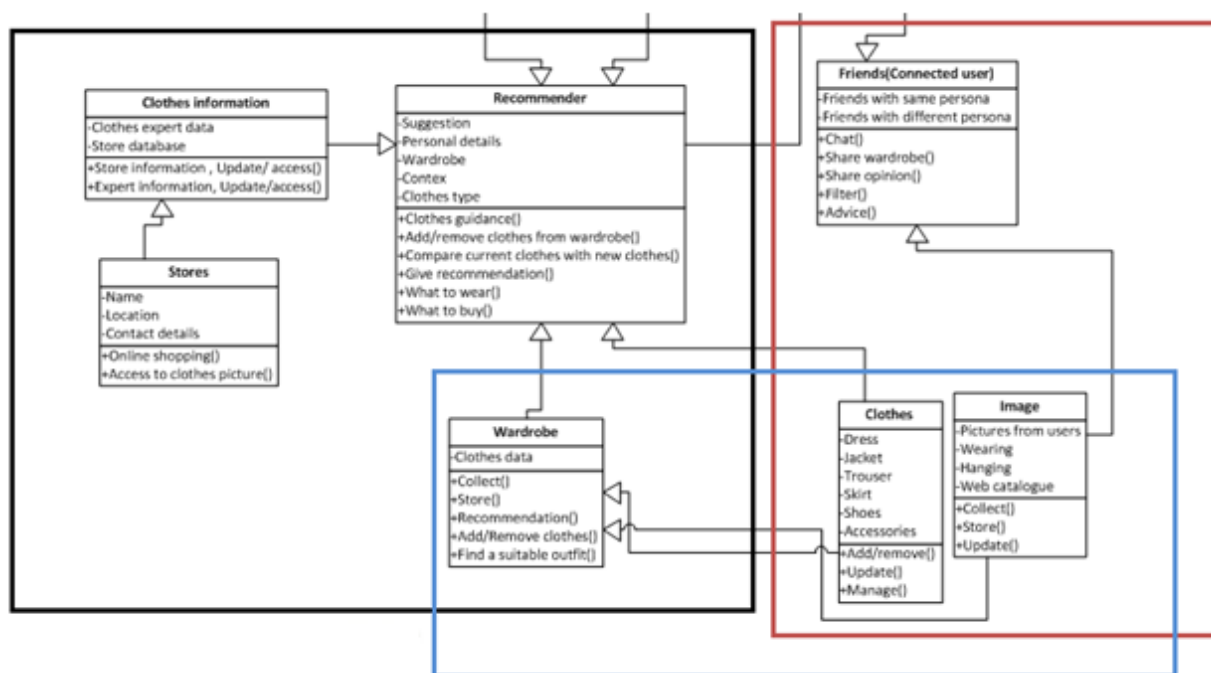 Clothes information
-Clothes expert data
-Store database
+Store information , Update/ access()
+Expert information, Update/access()
Stores
-Name
-Location
-Contact details
+Online shopping()
+Access to clothes picture()
Recommender
-Suggestion
-Personal details
-Wardrobe
-Contex
-Clothes type
+Clothes guidance()
+Add/remove clothes from wardrobe()
+Compare current clothes with new clothes()
+Give recommendation()
+What to wear()
+What to buy()
Friends(Connected user)
-Friends with same persona
-Friends with different persona
+Chat()
+Share wardrobe()
+Share opinion()
+Filter()
+Advice()
Wardrobe
-Clothes data
+Collect()
+Store()
+Recommendation()
+Add/Remove clothes()
+Find a suitable outfit()
Clothes
-Dress
-Jacket
-Trouser
-Skirt
-Shoes
-Accessories
+Add/remove()
+Update()
+Manage()
Image
-Pictures from users
-Wearing
-Hanging
-Web catalogue
+Collect()
+Store()
+Update()